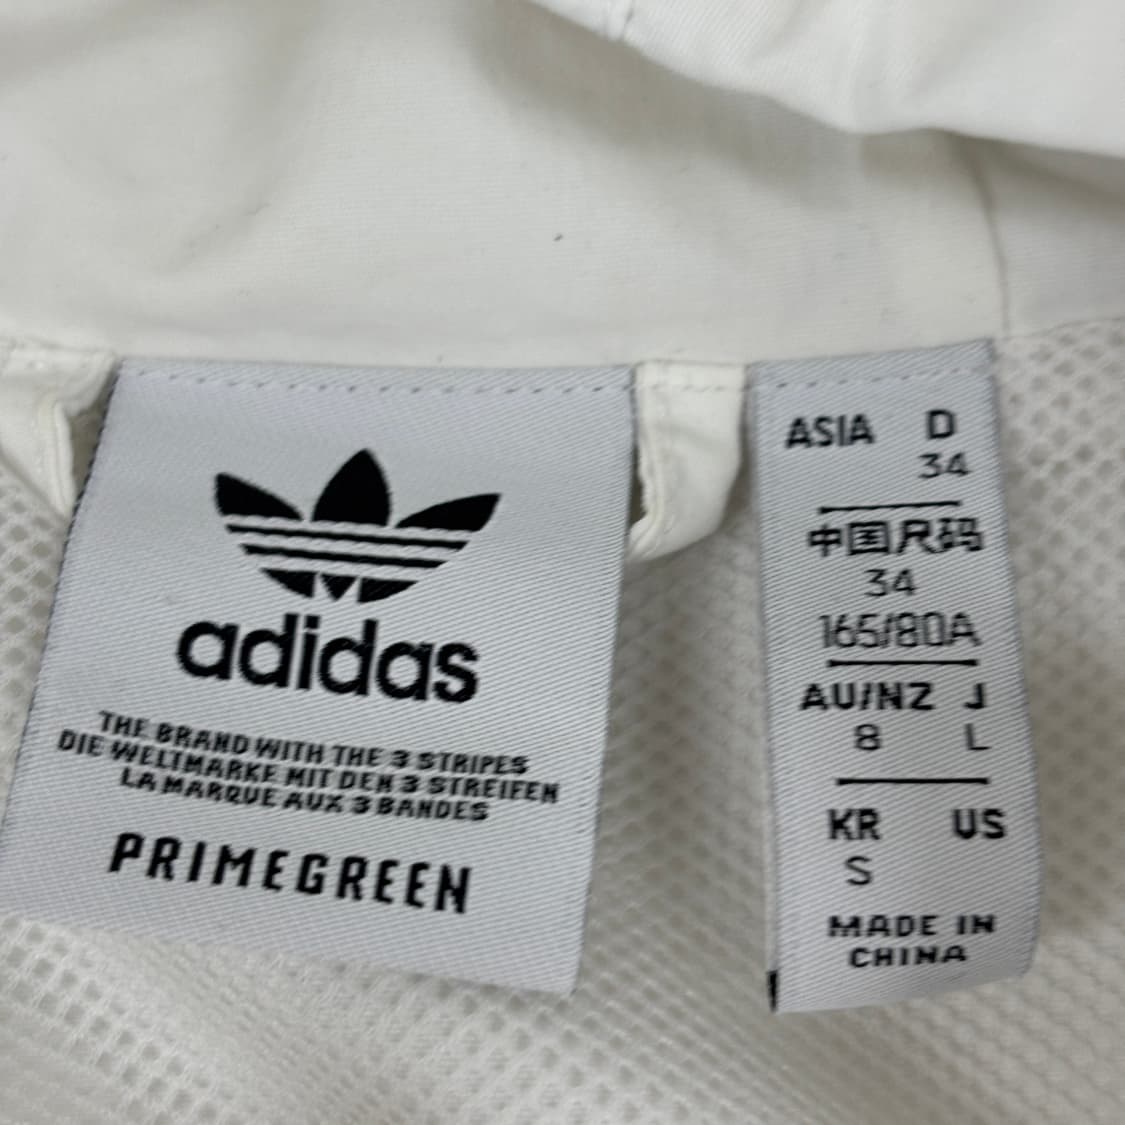 adidas
THE BRAND WITH THE 3 STRIPES
DIE WELTMARKE MIT DEN 3 STREIFEN
LA MARQUE AUX 3 BANDES
PRIMEGREEN
ASIA D
34
中国尺码
34
165/80A
AU/NZ J
8 L
KR US
S
MADE IN
CHINA